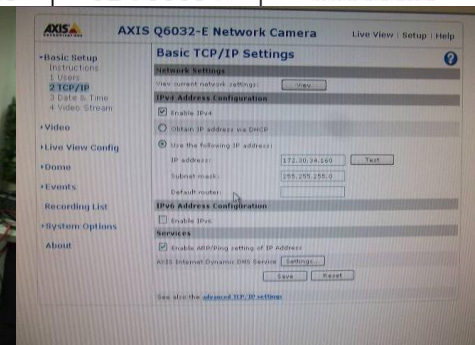 AXIS
COMMUNICATIONS
AXIS Q6032-E Network Camera
Live View | Setup | Help
Basic Setup
Instructions
1 Users
2 TCP/IP
3 Date & Time
4 Video Stream
Video
Live View Config
Dome
Events
Recording List
System Options
About
Basic TCP/IP Settings
?
Network Settings
View current network settings: View
IPv4 Address Configuration
Enable IPv4
Obtain IP address via DHCP
Use the following IP address:
IP address: 172.30.34.160 Test
Subnet mask: 255.255.255.0
Default router:
IPv6 Address Configuration
Enable IPv6
Services
Enable ARP/Ping setting of IP Address
AXIS Internet Dynamic DNS Service Settings...
Save Reset
See also the advanced TCP/IP settings